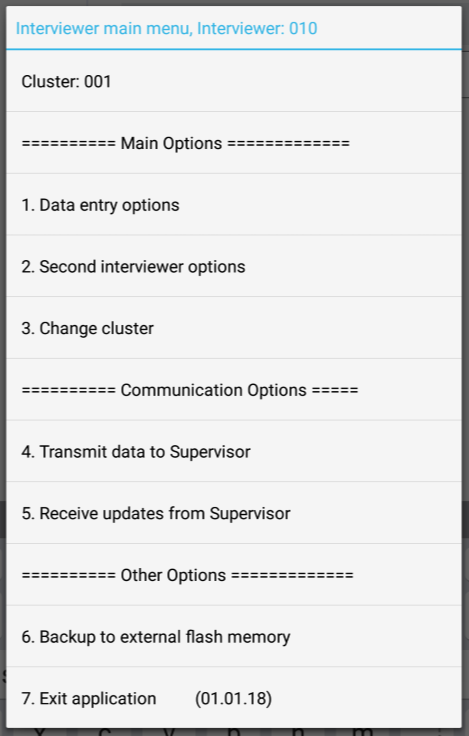 Interviewer main menu, Interviewer: 010
Cluster: 001
========== Main Options =============
1. Data entry options
2. Second interviewer options
3. Change cluster
========== Communication Options =====
4. Transmit data to Supervisor
5. Receive updates from Supervisor
========== Other Options =============
6. Backup to external flash memory
7. Exit application (01.01.18)